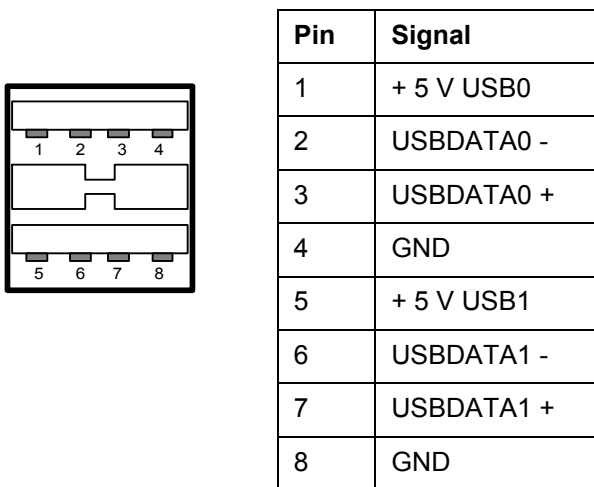 1 2 3 4
5 6 7 8
Pin Signal
1 + 5 V USB0
2 USBDATA0 -
3 USBDATA0 +
4 GND
5 + 5 V USB1
6 USBDATA1 -
7 USBDATA1 +
8 GND